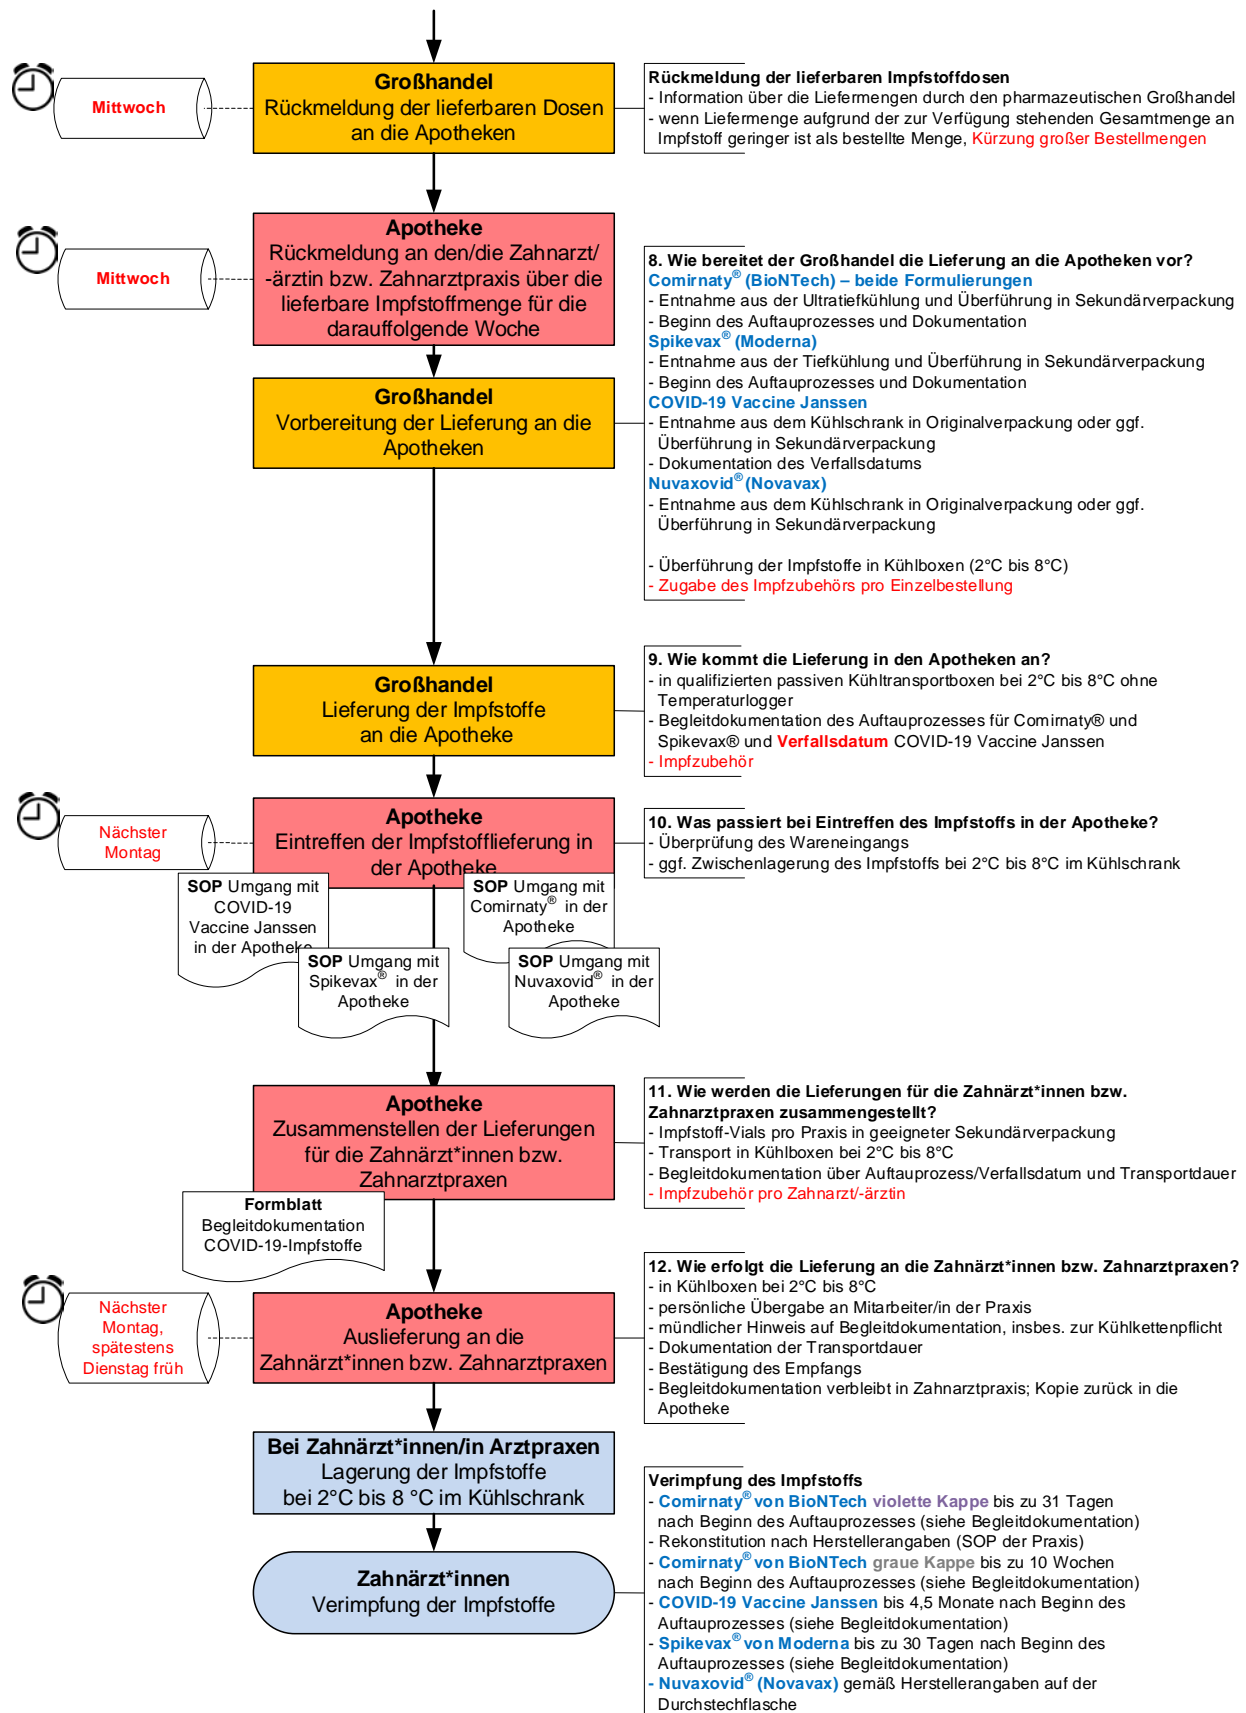 Großhandel
Rückmeldung der lieferbaren Dosen
an die Apotheken
Mittwoch
Rückmeldung der lieferbaren Impfstoffdosen
- Information über die Liefermengen durch den pharmazeutischen Großhandel
- wenn Liefermenge aufgrund der zur Verfügung stehenden Gesamtmenge an
Impfstoff geringer ist als bestellte Menge, Kürzung großer Bestellmengen
Apotheke
Rückmeldung an den/die Zahnarzt/
-ärztin bzw. Zahnarztpraxis über die
lieferbare Impfstoffmenge für die
darauffolgende Woche
Mittwoch
Großhandel
Vorbereitung der Lieferung an die
Apotheken
8. Wie bereitet der Großhandel die Lieferung an die Apotheken vor?
Comirnaty® (BioNTech) – beide Formulierungen
- Entnahme aus der Ultratiefkühlung und Überführung in Sekundärverpackung
- Beginn des Auftauprozesses und Dokumentation
Spikevax® (Moderna)
- Entnahme aus der Tiefkühlung und Überführung in Sekundärverpackung
- Beginn des Auftauprozesses und Dokumentation
COVID-19 Vaccine Janssen
- Entnahme aus dem Kühlschrank in Originalverpackung oder ggf.
Überführung in Sekundärverpackung
- Dokumentation des Verfallsdatums
Nuvaxovid® (Novavax)
- Entnahme aus dem Kühlschrank in Originalverpackung oder ggf.
Überführung in Sekundärverpackung
- Überführung der Impfstoffe in Kühlboxen (2°C bis 8°C)
- Zugabe des Impfzubehörs pro Einzelbestellung
Großhandel
Lieferung der Impfstoffe
an die Apotheke
9. Wie kommt die Lieferung in den Apotheken an?
- in qualifizierten passiven Kühltransportboxen bei 2°C bis 8°C ohne
Temperaturlogger
- Begleitdokumentation des Auftauprozesses für Comirnaty® und
Spikevax® und Verfallsdatum COVID-19 Vaccine Janssen
- Impfzubehör
Apotheke
Eintreffen der Impfstofflieferung in
der Apotheke
Nächster
Montag
10. Was passiert bei Eintreffen des Impfstoffs in der Apotheke?
- Überprüfung des Wareneingangs
- ggf. Zwischenlagerung des Impfstoffs bei 2°C bis 8°C im Kühlschrank
SOP Umgang mit
COVID-19
Vaccine Janssen
in der Apotheke
SOP Umgang mit
Comirnaty® in der
Apotheke
SOP Umgang mit
Spikevax® in der
Apotheke
SOP Umgang mit
Nuvaxovid® in der
Apotheke
Apotheke
Zusammenstellen der Lieferungen
für die Zahnärzt*innen bzw.
Zahnarztpraxen
11. Wie werden die Lieferungen für die Zahnärzt*innen bzw.
Zahnarztpraxen zusammengestellt?
- Impfstoff-Vials pro Praxis in geeigneter Sekundärverpackung
- Transport in Kühlboxen bei 2°C bis 8°C
- Begleitdokumentation über Auftauprozess/Verfallsdatum und Transportdauer
- Impfzubehör pro Zahnarzt/-ärztin
Formblatt
Begleitdokumentation
COVID-19-Impfstoffe
Nächster
Montag,
spätestens
Dienstag früh
Apotheke
Auslieferung an die
Zahnärzt*innen bzw. Zahnarztpraxen
12. Wie erfolgt die Lieferung an die Zahnärzt*innen bzw. Zahnarztpraxen?
- in Kühlboxen bei 2°C bis 8°C
- persönliche Übergabe an Mitarbeiter/in der Praxis
- mündlicher Hinweis auf Begleitdokumentation, insbes. zur Kühlkettenpflicht
- Dokumentation der Transportdauer
- Bestätigung des Empfangs
- Begleitdokumentation verbleibt in Zahnarztpraxis; Kopie zurück in die
Apotheke
Bei Zahnärzt*innen/in Arztpraxen
Lagerung der Impfstoffe
bei 2°C bis 8 °C im Kühlschrank
Zahnärzt*innen
Verimpfung der Impfstoffe
Verimpfung des Impfstoffs
- Comirnaty® von BioNTech violette Kappe bis zu 31 Tagen
nach Beginn des Auftauprozesses (siehe Begleitdokumentation)
- Rekonstitution nach Herstellerangaben (SOP der Praxis)
- Comirnaty® von BioNTech graue Kappe bis zu 10 Wochen
nach Beginn des Auftauprozesses (siehe Begleitdokumentation)
- COVID-19 Vaccine Janssen bis 4,5 Monate nach Beginn des
Auftauprozesses (siehe Begleitdokumentation)
- Spikevax® von Moderna bis zu 30 Tagen nach Beginn des
Auftauprozesses (siehe Begleitdokumentation)
- Nuvaxovid® (Novavax) gemäß Herstellerangaben auf der
Durchstechflasche